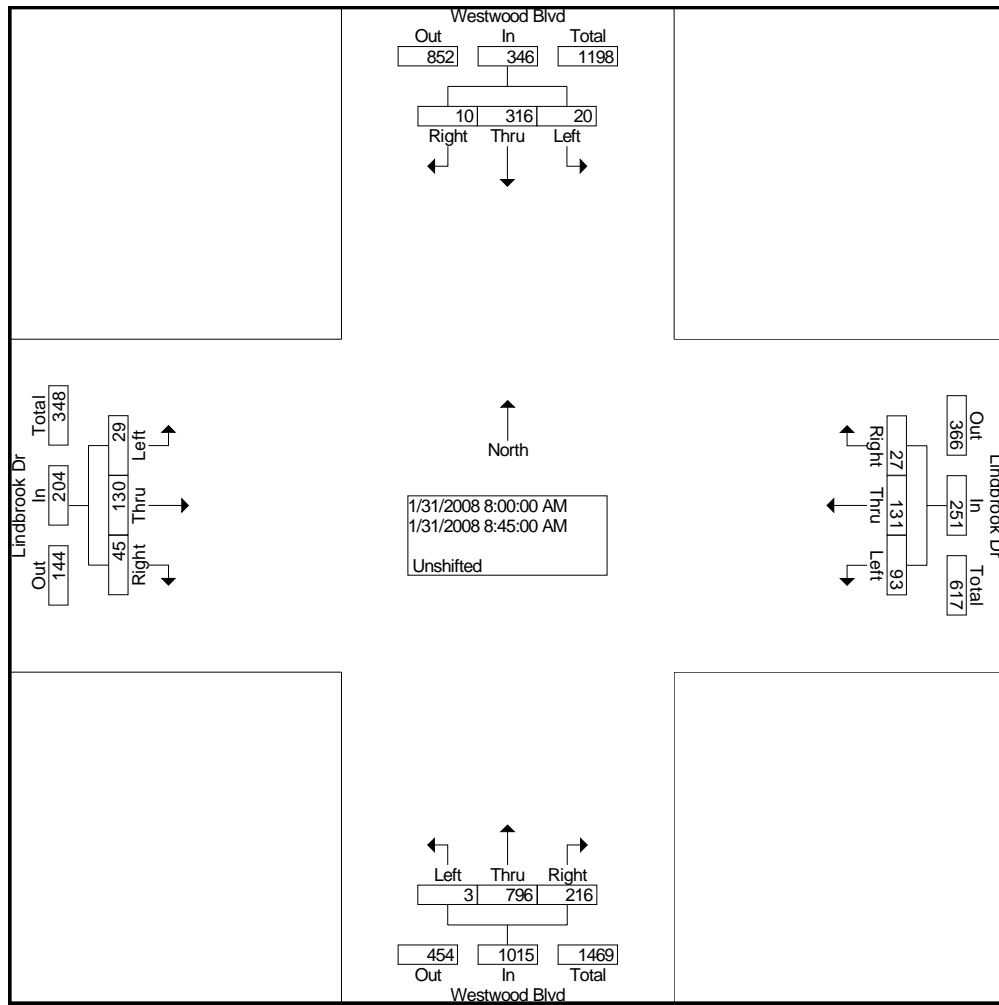 Westwood Blvd
Out In Total
852 346 1198
10 316 20
Right Thru Left
Lindbrook Dr
Total In Out
348 204 144
29 130 45
Left Thru Right
North
1/31/2008 8:00:00 AM
1/31/2008 8:45:00 AM
Unshifted
Right Thru Left
27 131 93
Out In Total
366 251 617
Lindbrook Dr
Left Thru Right
3 796 216
454 1015 1469
Out In Total
Westwood Blvd